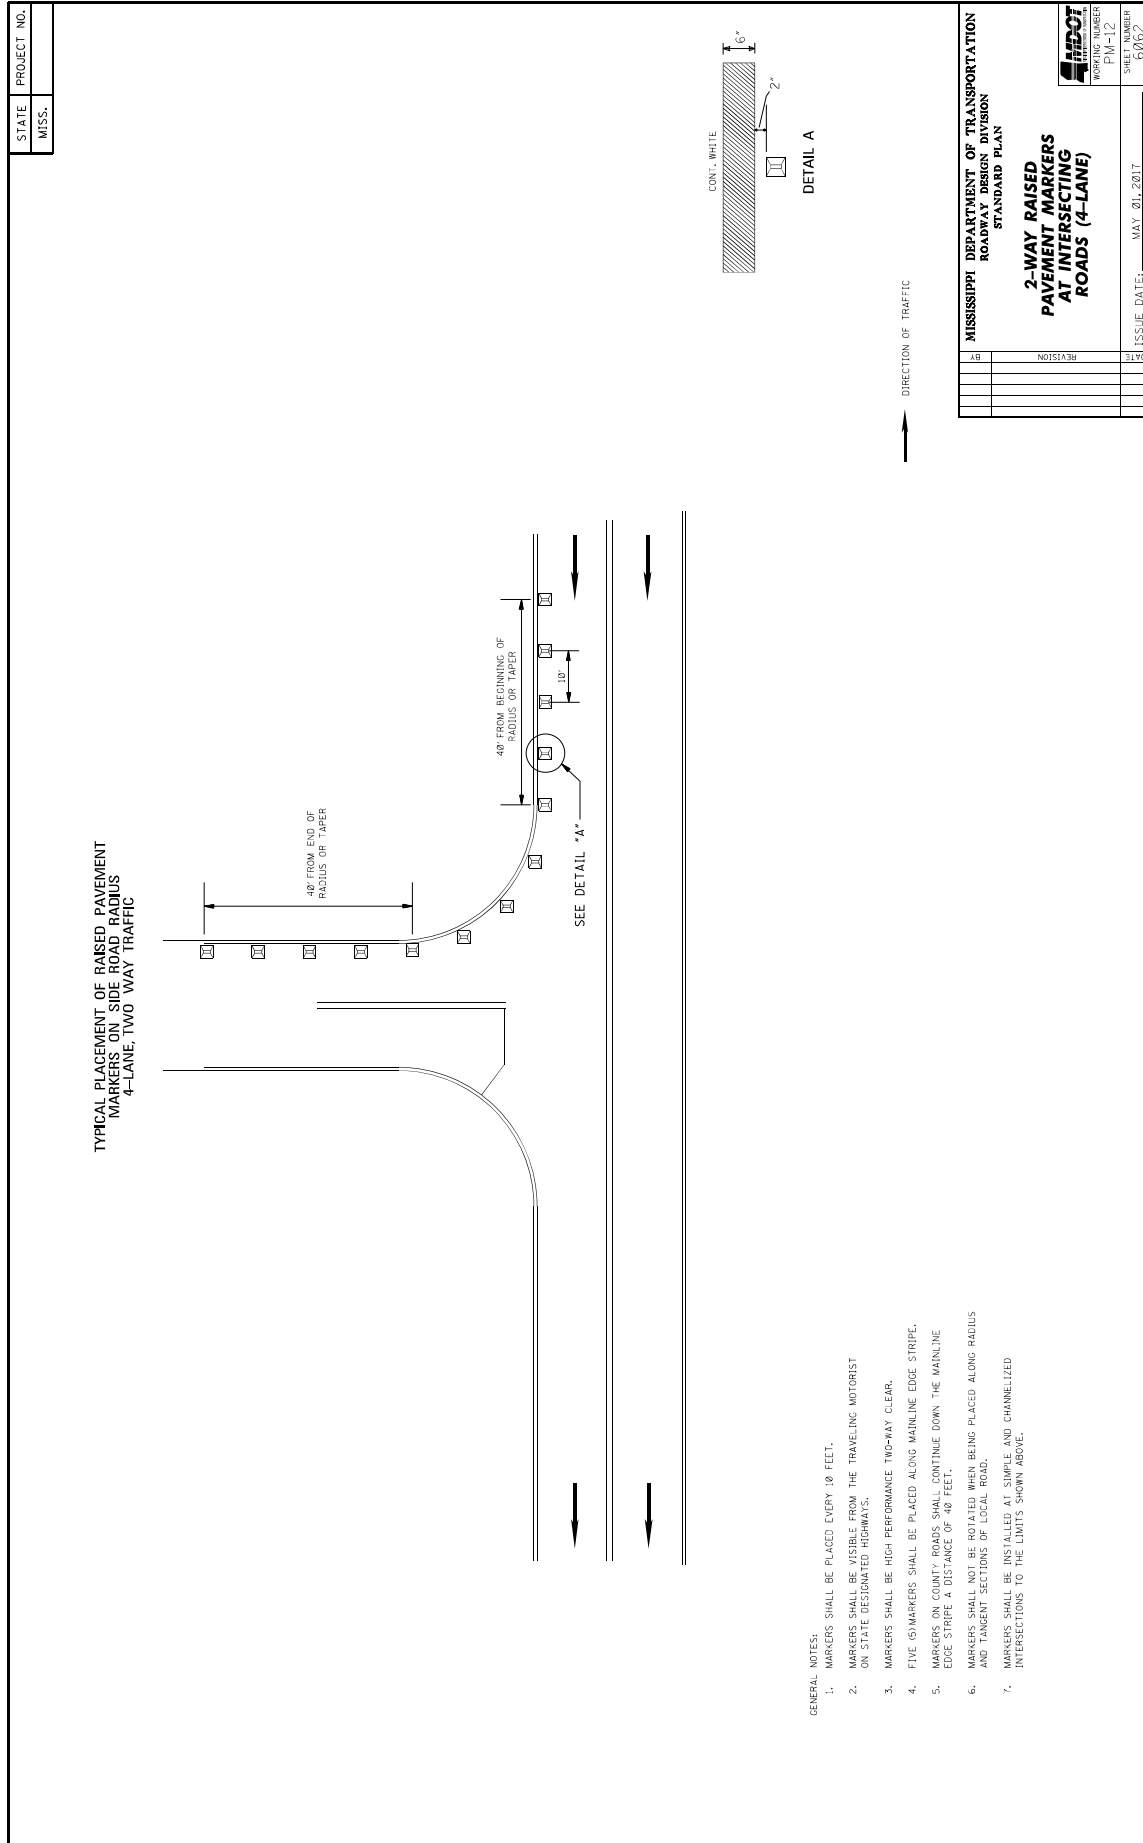 STATE
PROJECT NO.
MISS.
TYPICAL PLACEMENT OF RAISED PAVEMENT
MARKERS ON SIDE ROAD RADIUS
4-LANE, TWO WAY TRAFFIC
40' FROM END OF
RADIUS OR TAPER
40' FROM BEGINNING OF
RADIUS OR TAPER
10'
SEE DETAIL "A"
CONT. WHITE
6"
2"
DETAIL A
DIRECTION OF TRAFFIC
GENERAL NOTES:
1. MARKERS SHALL BE PLACED EVERY 10 FEET.
2. MARKERS SHALL BE VISIBLE FROM THE TRAVELING MOTORIST
ON STATE DESIGNATED HIGHWAYS.
3. MARKERS SHALL BE HIGH PERFORMANCE TWO-WAY CLEAR.
4. FIVE (5) MARKERS SHALL BE PLACED ALONG MAINLINE EDGE STRIPE.
5. MARKERS ON COUNTY ROADS SHALL CONTINUE DOWN THE MAINLINE
EDGE STRIPE A DISTANCE OF 40 FEET.
6. MARKERS SHALL NOT BE ROTATED WHEN BEING PLACED ALONG RADIUS
AND TANGENT SECTIONS OF LOCAL ROAD.
7. MARKERS SHALL BE INSTALLED AT SIMPLE AND CHANNELIZED
INTERSECTIONS TO THE LIMITS SHOWN ABOVE.
BY
REVISION
DATE
MISSISSIPPI DEPARTMENT OF TRANSPORTATION
ROADWAY DESIGN DIVISION
STANDARD PLAN
2-WAY RAISED
PAVEMENT MARKERS
AT INTERSECTING
ROADS (4-LANE)
ISSUE DATE: MAY 01, 2017
MDOT
WORKING NUMBER
PM-12
SHEET NUMBER
6062